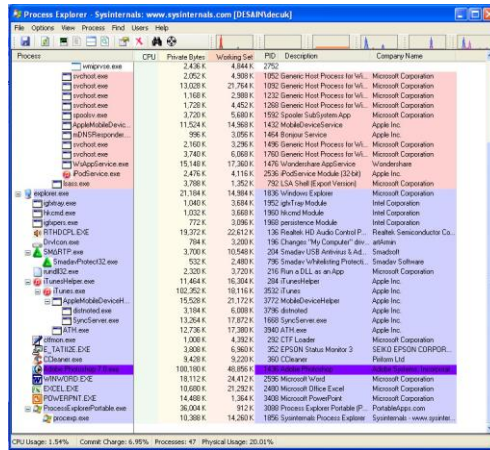 Process Explorer - Sysinternals: www.sysinternals.com [DESAIN\decuk]
File Options View Process Find Users Help
Process CPU Private Bytes Working Set PID Description Company Name
wmiprvse.exe 2,436 K 4,844 K 2752
svchost.exe 2,052 K 4,908 K 1052 Generic Host Process for Wi... Microsoft Corporation
svchost.exe 13,028 K 21,764 K 1092 Generic Host Process for Wi... Microsoft Corporation
svchost.exe 1,168 K 2,988 K 1232 Generic Host Process for Wi... Microsoft Corporation
svchost.exe 1,728 K 4,452 K 1268 Generic Host Process for Wi... Microsoft Corporation
spoolsv.exe 3,720 K 5,680 K 1592 Spooler SubSystem App Microsoft Corporation
AppleMobileDevic... 11,524 K 14,968 K 1432 MobileDeviceService Apple Inc.
mDNSResponder... 996 K 3,056 K 1464 Bonjour Service Apple Inc.
svchost.exe 2,160 K 3,296 K 1496 Generic Host Process for Wi... Microsoft Corporation
svchost.exe 3,740 K 6,068 K 1760 Generic Host Process for Wi... Microsoft Corporation
WsAppService.exe 15,140 K 17,360 K 1476 Wondershare AppService Wondershare
iPodService.exe 2,476 K 4,116 K 2536 iPodService Module (32-bit) Apple Inc.
lsass.exe 3,788 K 1,352 K 792 LSA Shell (Export Version) Microsoft Corporation
explorer.exe 21,184 K 14,984 K 1836 Windows Explorer Microsoft Corporation
igfxtray.exe 1,040 K 3,684 K 1952 igfxTray Module Intel Corporation
hkcmd.exe 1,032 K 3,668 K 1960 hkcmd Module Intel Corporation
igfxpers.exe 772 K 3,096 K 1968 persistence Module Intel Corporation
RTHDCPL.EXE 19,372 K 22,612 K 136 Realtek HD Audio Control P... Realtek Semiconductor Co...
DrvIcon.exe 784 K 3,200 K 196 Changes "My Computer" driv... artArmin
SMΔRTP.exe 3,700 K 10,548 K 204 Smadav USB Antivirus & Ad... Smadsoft
SmadavProtect32.exe 532 K 2,480 K 796 Smadav Whitelisting Protecti... Smadav Software
rundll32.exe 2,320 K 3,720 K 216 Run a DLL as an App Microsoft Corporation
iTunesHelper.exe 11,464 K 16,304 K 284 iTunesHelper Apple Inc.
iTunes.exe 102,352 K 18,116 K 3532 iTunes Apple Inc.
AppleMobileDeviceH... 15,528 K 21,172 K 3772 MobileDeviceHelper Apple Inc.
distnoted.exe 3,184 K 6,008 K 3796 distnoted Apple Inc.
SyncServer.exe 13,264 K 17,872 K 1668 SyncServer.exe Apple Inc.
ATH.exe 12,736 K 17,380 K 3940 ATH.exe Apple Inc.
ctfmon.exe 1,008 K 4,392 K 292 CTF Loader Microsoft Corporation
E_TATIIZE.EXE 3,808 K 6,960 K 352 EPSON Status Monitor 3 SEIKO EPSON CORPOR...
CCleaner.exe 9,428 K 9,220 K 360 CCleaner Piriform Ltd
Adobe Photoshop 7.0.exe 100,180 K 48,856 K 1436 Adobe Photoshop Adobe Systems, Incorporat...
WINWORD.EXE 18,112 K 24,412 K 2596 Microsoft Word Microsoft Corporation
EXCEL.EXE 10,680 K 21,292 K 2480 Microsoft Office Excel Microsoft Corporation
POWERPNT.EXE 14,488 K 1,364 K 3408 Microsoft PowerPoint Microsoft Corporation
ProcessExplorerPortable.exe 36,004 K 912 K 3088 Process Explorer Portable (P... PortableApps.com
procexp.exe 10,388 K 14,260 K 1856 Sysinternals Process Explorer Sysinternals - www.sysinter...
CPU Usage: 1.54% Commit Charge: 6.95% Processes: 47 Physical Usage: 20.01%